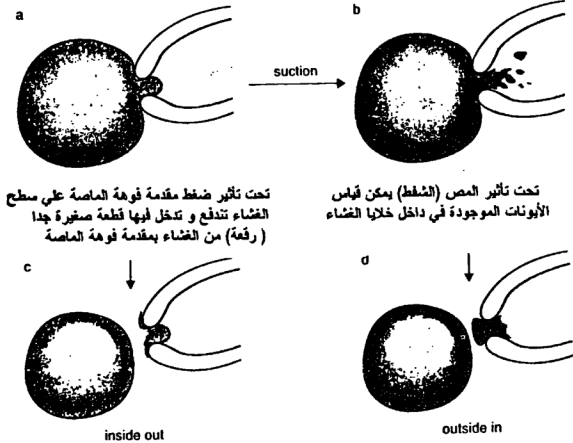 a
b
suction
تحت تأثير ضغط مقدمة فوهة الماصة علي سطح
الغشاء تندفع و تدخل فيها قطعة صغيرة جدا
( رقعة) من الغشاء بمقدمة فوهة الماصة
تحت تأثير المص (الشفط) يمكن قياس
الأيونات الموجودة في داخل خلايا الغشاء
c
d
inside out
outside in